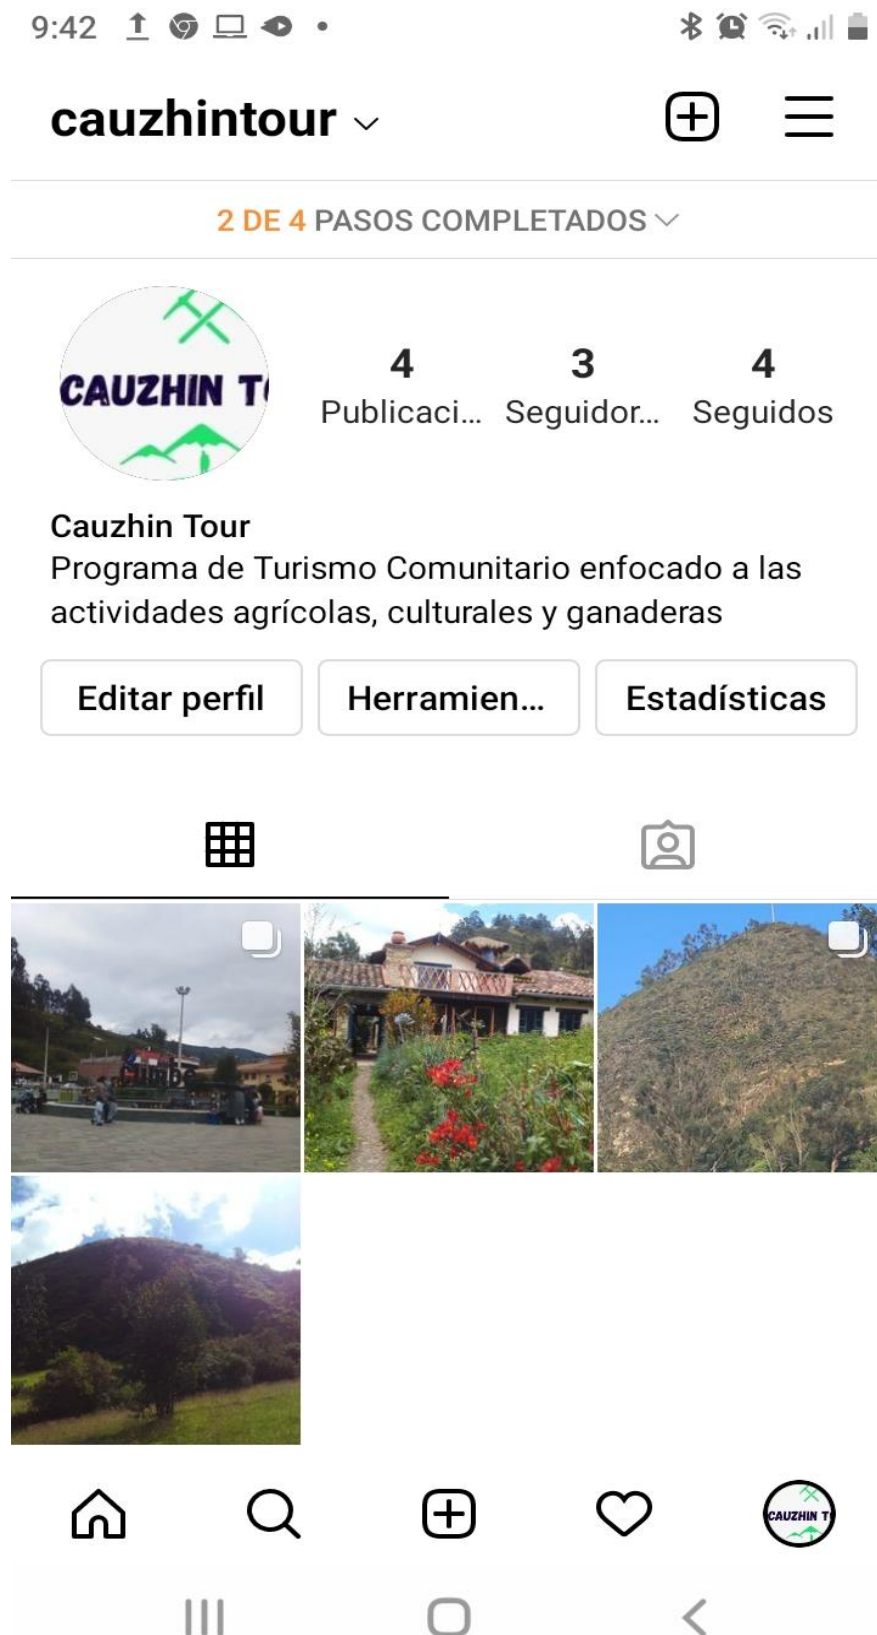 9:42
cauzhintour
2 DE 4 PASOS COMPLETADOS
CAUZHIN T
4
3
4
Publicaci...
Seguidor...
Seguidos
Cauzhin Tour
Programa de Turismo Comunitario enfocado a las
actividades agrícolas, culturales y ganaderas
Editar perfil
Herramien...
Estadísticas
CAUZHIN T